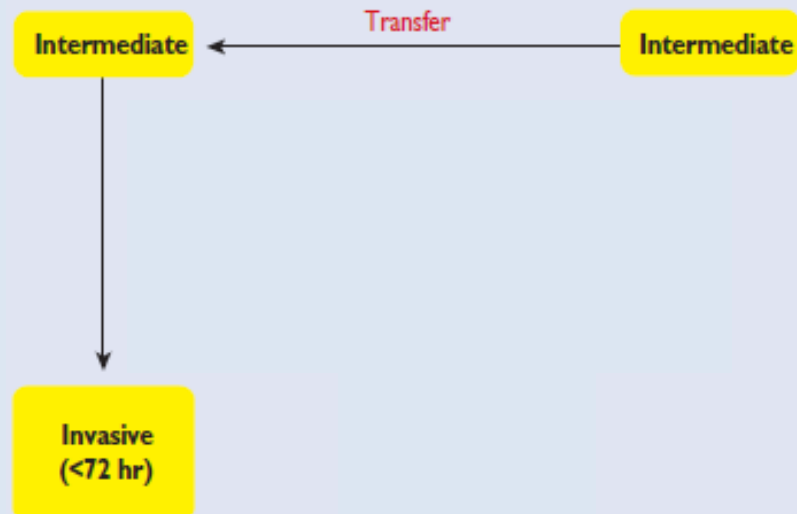 Transfer
Intermediate
Intermediate
Invasive
(<72 hr)